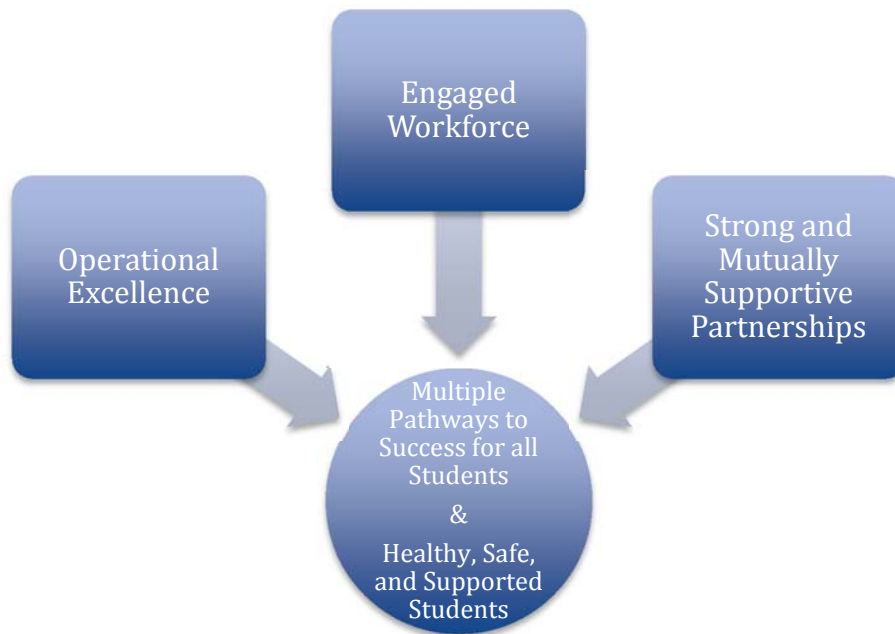 Engaged
Workforce
Operational
Excellence
Strong and
Mutually
Supportive
Partnerships
Multiple
Pathways to
Success for all
Students
&
Healthy, Safe,
and Supported
Students